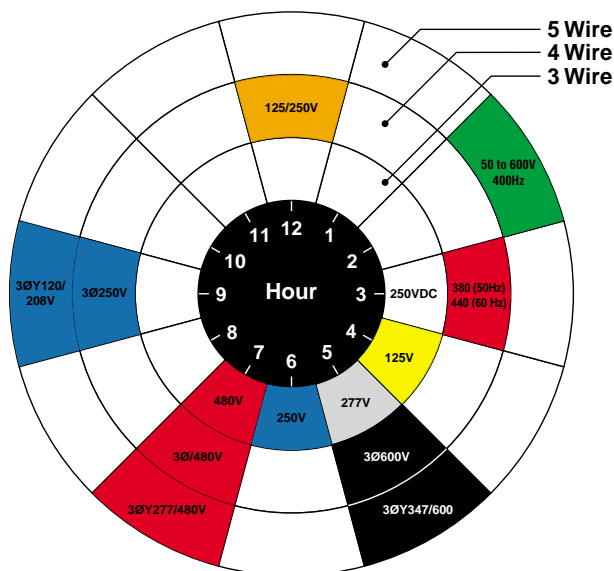 5 Wire
4 Wire
3 Wire
125/250V
50 to 600V
400Hz
12
11
1
10
2
9
Hour
3
8
4
7
5
6
3ØY120/
208V
3Ø250V
250VDC
380 (50Hz)
440 (60 Hz)
125V
480V
250V
277V
3Ø/480V
3Ø600V
3ØY277/480V
3ØY347/600